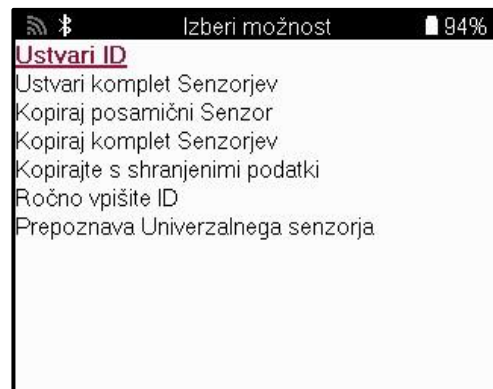 Izberi možnost 94%
Ustvari ID
Ustvari komplet Senzorjev
Kopiraj posamični Senzor
Kopiraj komplet Senzorjev
Kopirajte s shranjenimi podatki
Ročno vpišite ID
Prepoznava Univerzalnega senzorja